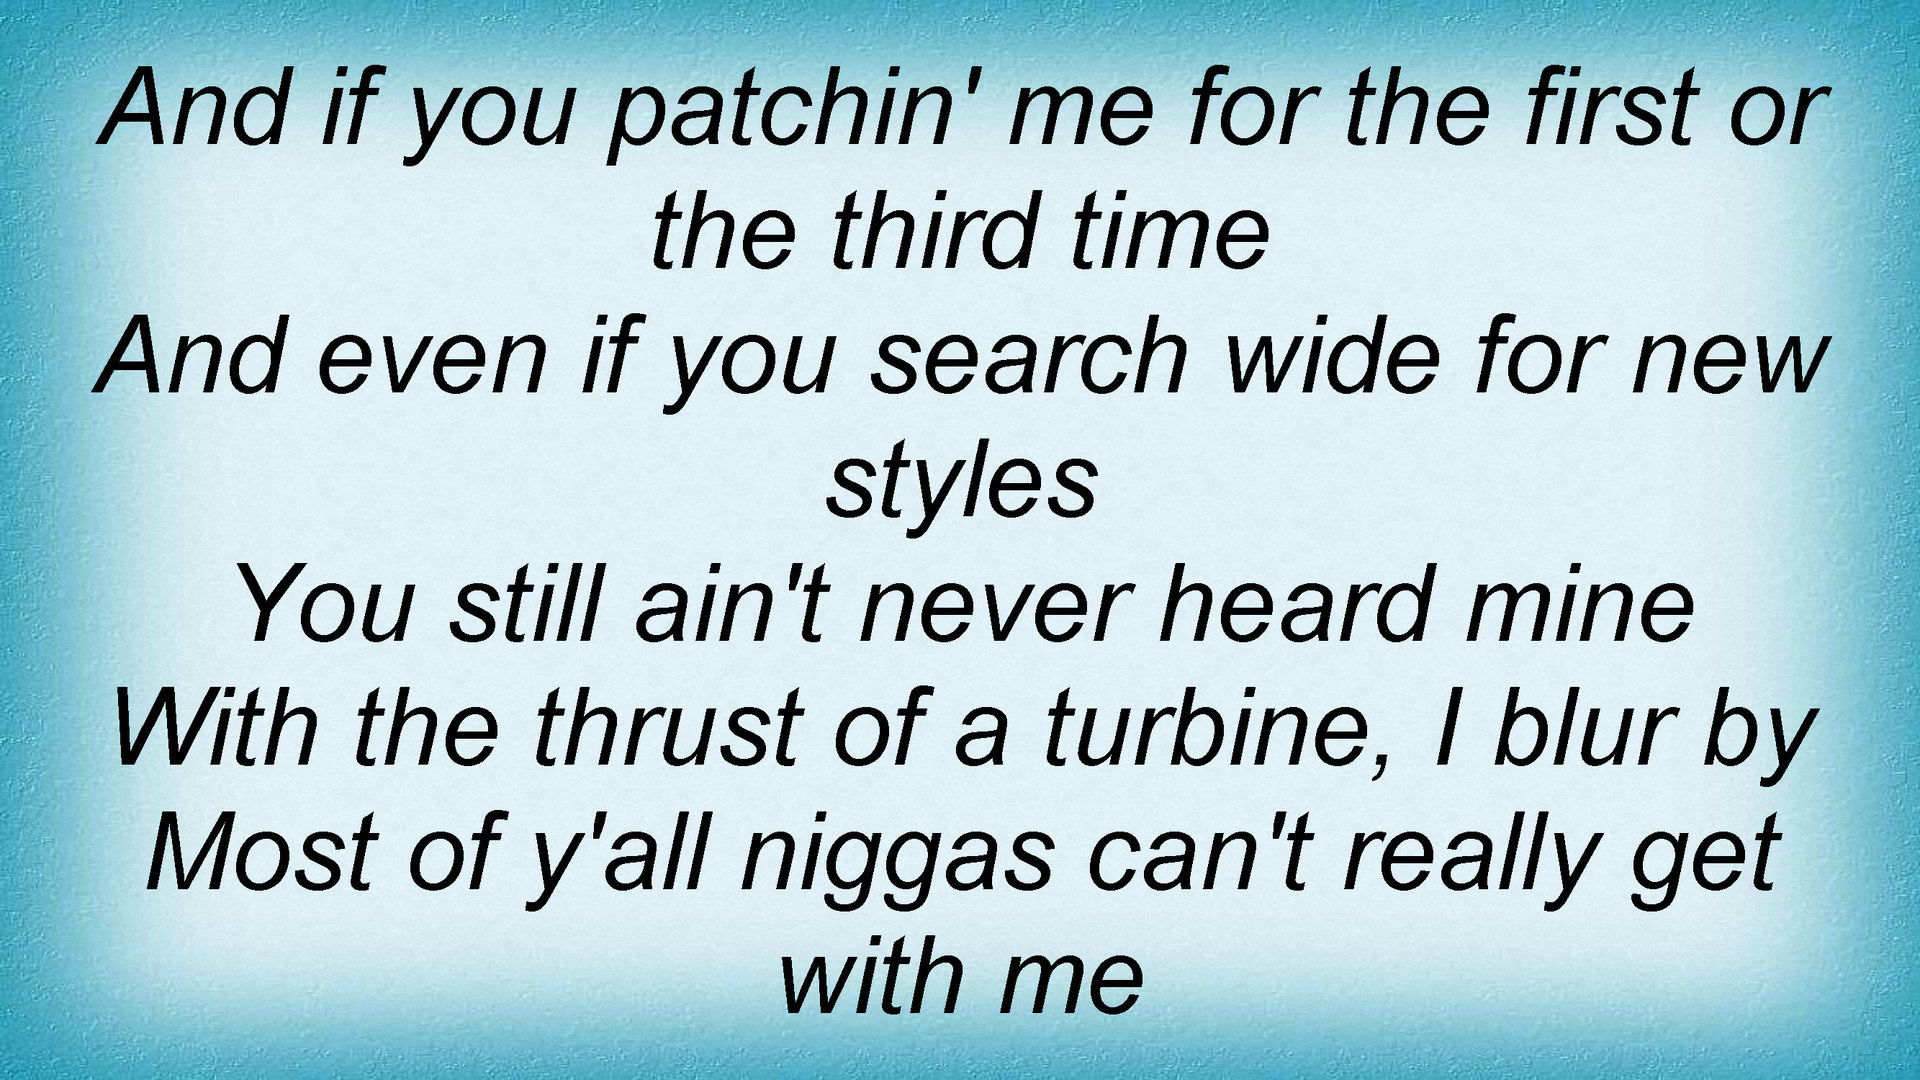 And if you patchin' me for the first or
the third time
And even if you search wide for new
styles
You still ain't never heard mine
With the thrust of a turbine, I blur by
Most of y'all niggas can't really get
with me